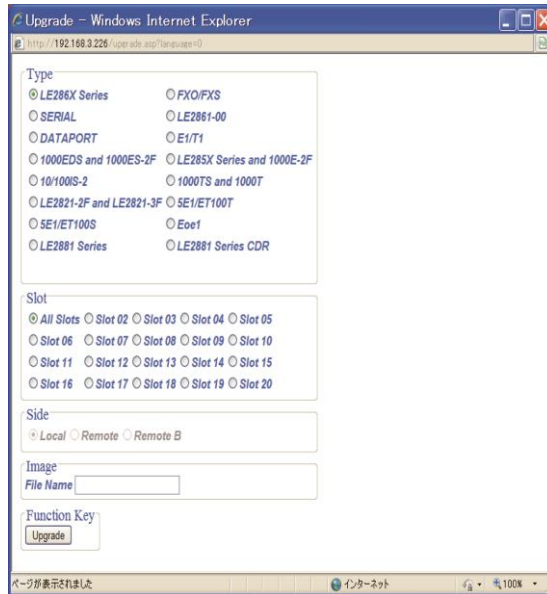 Upgrade - Windows Internet Explorer
http://192.168.3.226/upgrade.asp?language=0
Type
LE286X Series FXO/FXS
SERIAL LE2861-00
DATAPORT E1/T1
1000EDS and 1000ES-2F LE285X Series and 1000E-2F
10/100IS-2 1000TS and 1000T
LE2821-2F and LE2821-3F 5E1/ET100T
5E1/ET100S Eoe1
LE2881 Series LE2881 Series CDR
Slot
All Slots Slot 02 Slot 03 Slot 04 Slot 05
Slot 06 Slot 07 Slot 08 Slot 09 Slot 10
Slot 11 Slot 12 Slot 13 Slot 14 Slot 15
Slot 16 Slot 17 Slot 18 Slot 19 Slot 20
Side
Local Remote Remote B
Image
File Name
Function Key
Upgrade
ページが表示されました インターネット 100%